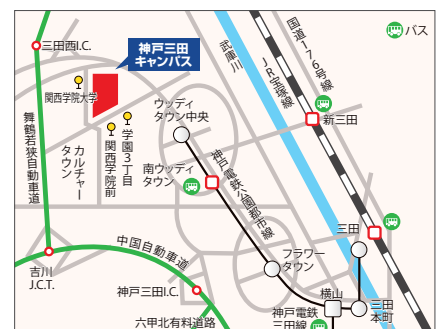 バス
三田西I.C.
神戸三田
キャンパス
武庫川
国道176号線
JR宝塚線
関西学院大学
ウッディ
タウン中央
新三田
学園3丁目
関西学院前
カルチャー
タウン
舞鶴若狭自動車道
南ウッディ
タウン
神戸電鉄公園都市線
三田
中国自動車道
フラワー
タウン
吉川
J.C.T.
神戸三田I.C.
横山
三田
本町
神戸電鉄
三田線
六甲北有料道路